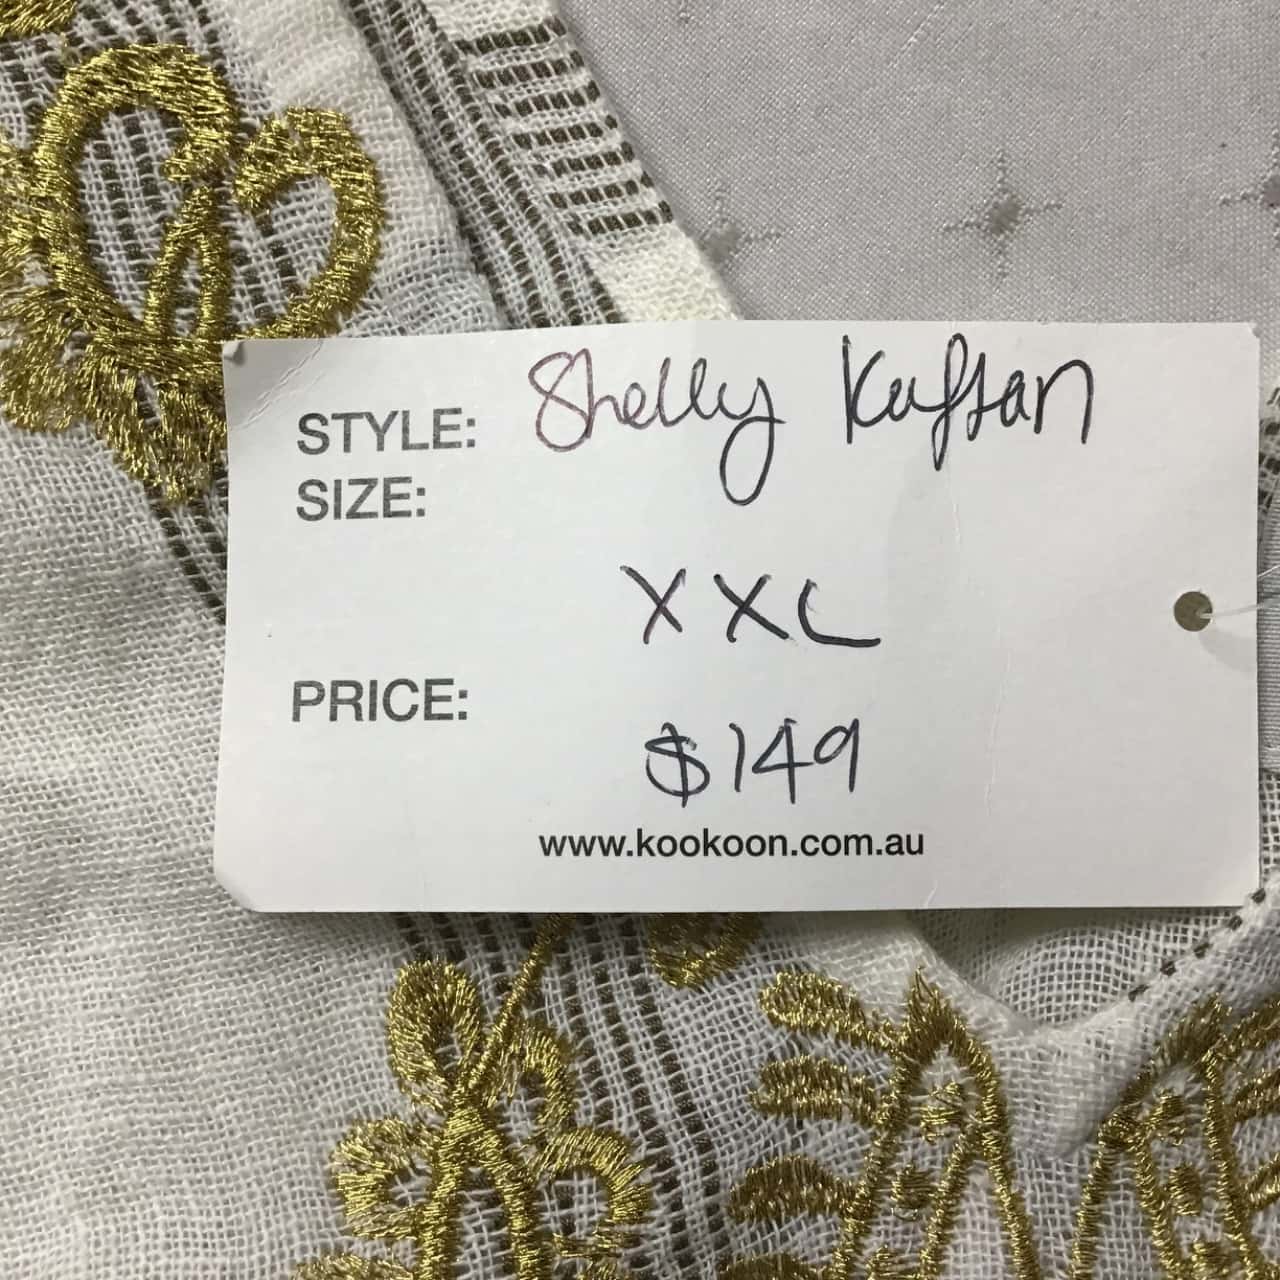 STYLE: Shelly Kaftan
SIZE:
XXL
PRICE:
$149
www.kookoon.com.au